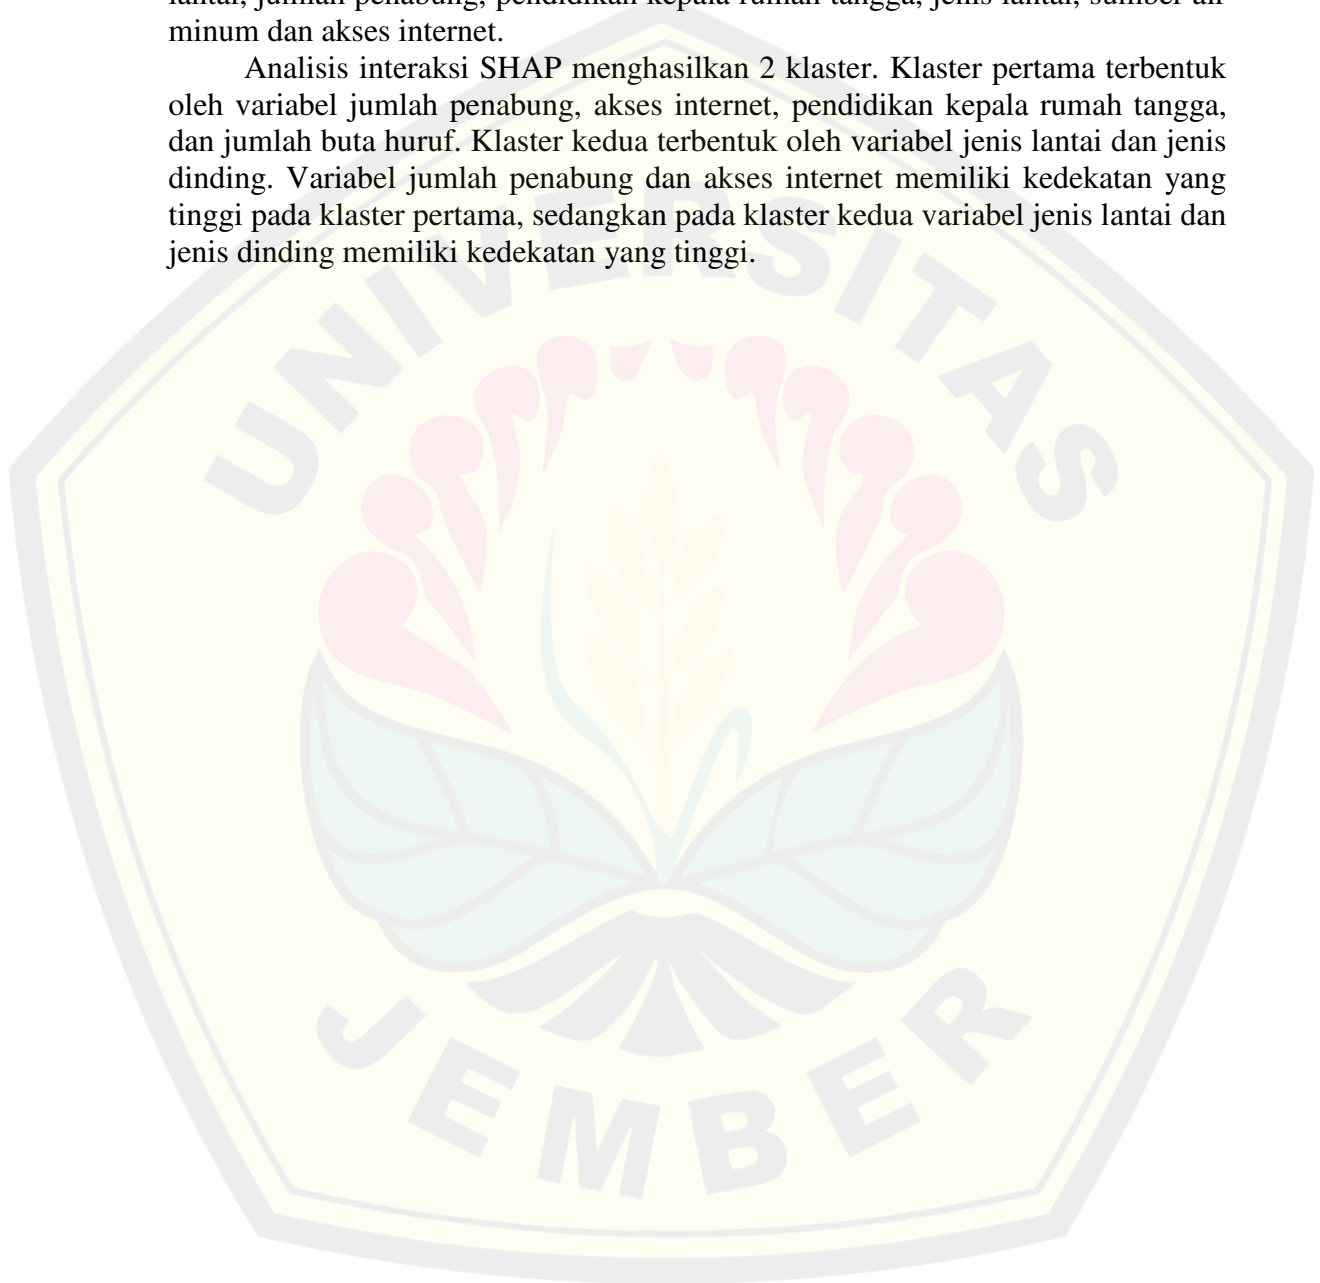 lantai, jumlah penabung, pendidikan kepala rumah tangga, jenis lantai, sumber air
minum dan akses internet.
Analisis interaksi SHAP menghasilkan 2 klaster. Klaster pertama terbentuk
oleh variabel jumlah penabung, akses internet, pendidikan kepala rumah tangga,
dan jumlah buta huruf. Klaster kedua terbentuk oleh variabel jenis lantai dan jenis
dinding. Variabel jumlah penabung dan akses internet memiliki kedekatan yang
tinggi pada klaster pertama, sedangkan pada klaster kedua variabel jenis lantai dan
jenis dinding memiliki kedekatan yang tinggi.
UNIVERSITAS
JEMBER